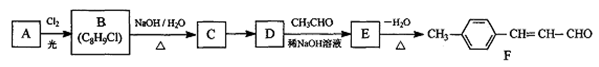 A Cl₂ 光 B (C₈H₉Cl) NaOH/H₂O △ C D CH₃CHO 稀NaOH溶液 E −H₂O △ CH₃ CH=CH-CHO
F